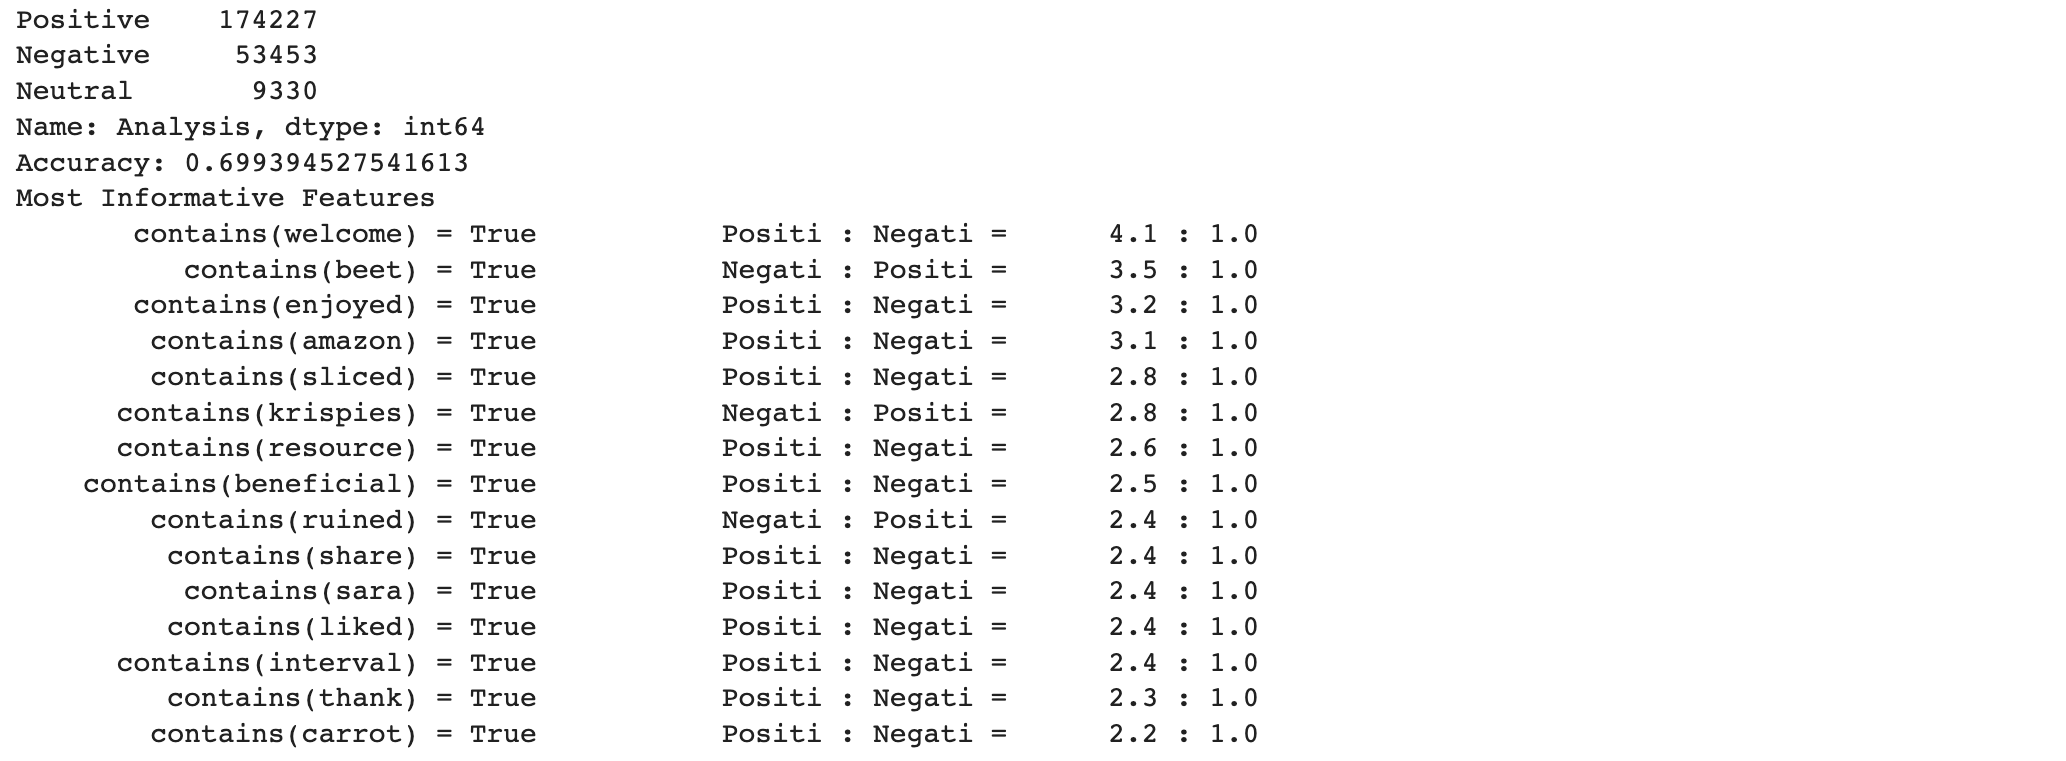 Positive    174227
Negative     53453
Neutral       9330
Name: Analysis, dtype: int64
Accuracy: 0.699394527541613
Most Informative Features
       contains(welcome) = True           Positi : Negati =      4.1 : 1.0
          contains(beet) = True           Negati : Positi =      3.5 : 1.0
       contains(enjoyed) = True           Positi : Negati =      3.2 : 1.0
        contains(amazon) = True           Positi : Negati =      3.1 : 1.0
        contains(sliced) = True           Positi : Negati =      2.8 : 1.0
      contains(krispies) = True           Negati : Positi =      2.8 : 1.0
      contains(resource) = True           Positi : Negati =      2.6 : 1.0
    contains(beneficial) = True           Positi : Negati =      2.5 : 1.0
        contains(ruined) = True           Negati : Positi =      2.4 : 1.0
         contains(share) = True           Positi : Negati =      2.4 : 1.0
          contains(sara) = True           Positi : Negati =      2.4 : 1.0
         contains(liked) = True           Positi : Negati =      2.4 : 1.0
      contains(interval) = True           Positi : Negati =      2.4 : 1.0
         contains(thank) = True           Positi : Negati =      2.3 : 1.0
        contains(carrot) = True           Positi : Negati =      2.2 : 1.0